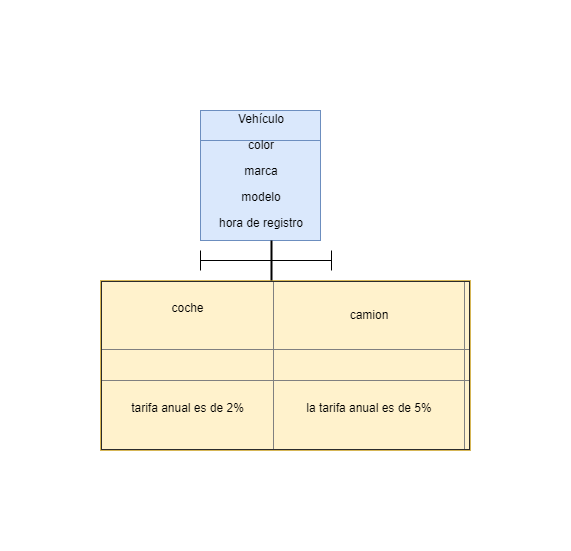 Vehículo
color
marca
modelo
hora de registro
coche
camion
tarifa anual es de 2%
la tarifa anual es de 5%